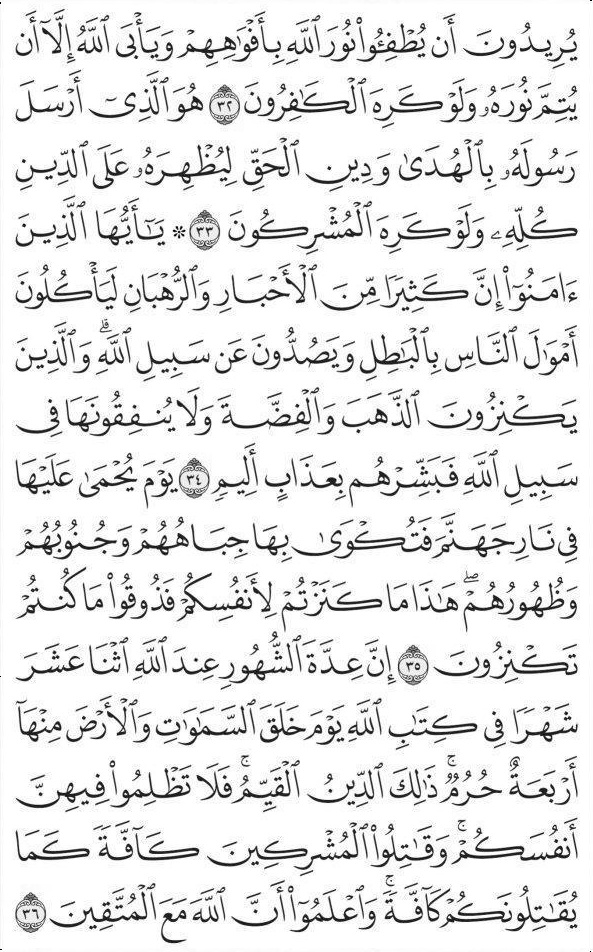 يُرِيدُونَ أَن يُطْفِـُٔوا۟ نُورَ ٱللَّهِ بِأَفْوَٰهِهِمْ وَيَأْبَى ٱللَّهُ إِلَّآ أَن
يُتِمَّ نُورَهُۥ وَلَوْ كَرِهَ ٱلْكَـٰفِرُونَ ٣٢ هُوَ ٱلَّذِىٓ أَرْسَلَ
رَسُولَهُۥ بِٱلْهُدَىٰ وَدِينِ ٱلْحَقِّ لِيُظْهِرَهُۥ عَلَى ٱلدِّينِ
كُلِّهِۦ وَلَوْ كَرِهَ ٱلْمُشْرِكُونَ ٣٣ * يَـٰٓأَيُّهَا ٱلَّذِينَ
ءَامَنُوٓا۟ إِنَّ كَثِيرًا مِّنَ ٱلْأَحْبَارِ وَٱلرُّهْبَانِ لَيَأْكُلُونَ
أَمْوَٰلَ ٱلنَّاسِ بِٱلْبَـٰطِلِ وَيَصُدُّونَ عَن سَبِيلِ ٱللَّهِ ۗ وَٱلَّذِينَ
يَكْنِزُونَ ٱلذَّهَبَ وَٱلْفِضَّةَ وَلَا يُنفِقُونَهَا فِى
سَبِيلِ ٱللَّهِ فَبَشِّرْهُم بِعَذَابٍ أَلِيمٍ ٣٤ يَوْمَ يُحْمَىٰ عَلَيْهَا
فِى نَارِ جَهَنَّمَ فَتُكْوَىٰ بِهَا جِبَاهُهُمْ وَجُنُوبُهُمْ
وَظُهُورُهُمْ ۖ هَـٰذَا مَا كَنَزْتُمْ لِأَنفُسِكُمْ فَذُوقُوا۟ مَا كُنتُمْ
تَكْنِزُونَ ٣٥ إِنَّ عِدَّةَ ٱلشُّهُورِ عِندَ ٱللَّهِ ٱثْنَا عَشَرَ
شَهْرًا فِى كِتَـٰبِ ٱللَّهِ يَوْمَ خَلَقَ ٱلسَّمَـٰوَٰتِ وَٱلْأَرْضَ مِنْهَآ
أَرْبَعَةٌ حُرُمٌ ۚ ذَٰلِكَ ٱلدِّينُ ٱلْقَيِّمُ ۚ فَلَا تَظْلِمُوا۟ فِيهِنَّ
أَنفُسَكُمْ ۚ وَقَـٰتِلُوا۟ ٱلْمُشْرِكِينَ كَآفَّةً كَمَا
يُقَـٰتِلُونَكُمْ كَآفَّةً ۚ وَٱعْلَمُوٓا۟ أَنَّ ٱللَّهَ مَعَ ٱلْمُتَّقِينَ ٣٦